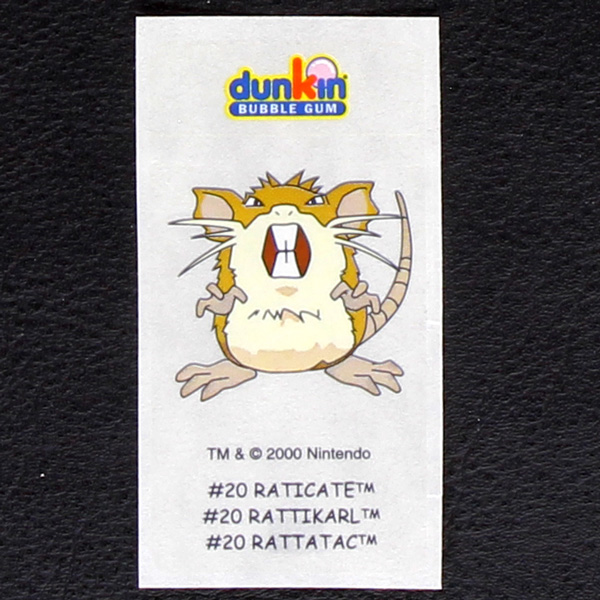 dunkin
BUBBLE GUM
TM & © 2000 Nintendo
#20 RATICATE™
#20 RATTIKARL™
#20 RATTATAC™